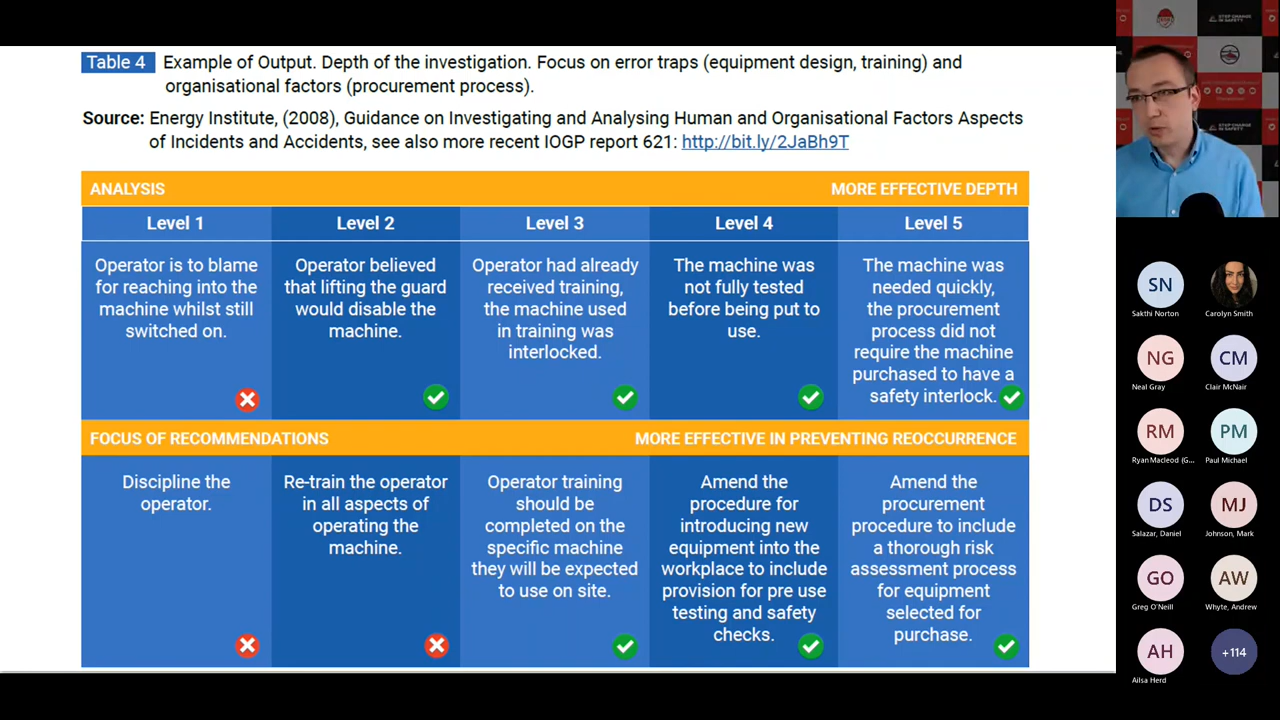 Table 4 Example of Output. Depth of the investigation. Focus on error traps (equipment design, training) and
organisational factors (procurement process).
Source: Energy Institute, (2008), Guidance on Investigating and Analysing Human and Organisational Factors Aspects
of Incidents and Accidents, see also more recent IOGP report 621: http://bit.ly/2JaBh9T
ANALYSIS
MORE EFFECTIVE DEPTH
Level 1
Level 2
Level 3
Level 4
Level 5
Operator is to blame
for reaching into the
machine whilst still
switched on.
Operator believed
that lifting the guard
would disable the
machine.
Operator had already
received training,
the machine used
in training was
interlocked.
The machine was
not fully tested
before being put to
use.
The machine was
needed quickly,
the procurement
process did not
require the machine
purchased to have a
safety interlock.
FOCUS OF RECOMMENDATIONS
MORE EFFECTIVE IN PREVENTING REOCCURRENCE
Discipline the
operator.
Re-train the operator
in all aspects of
operating the
machine.
Operator training
should be
completed on the
specific machine
they will be expected
to use on site.
Amend the
procedure for
introducing new
equipment into the
workplace to include
provision for pre use
testing and safety
checks.
Amend the
procurement
procedure to include
a thorough risk
assessment process
for equipment
selected for
purchase.
STEP CHANGE
IN SAFETY
SN
Sakthi Norton
Carolyn Smith
NG
Neal Gray
CM
Clair McNair
RM
Ryan Macleod (G...
PM
Paul Michael
DS
Salazar, Daniel
MJ
Johnson, Mark
GO
Greg O'Neill
AW
Whyte, Andrew
AH
Ailsa Herd
+114